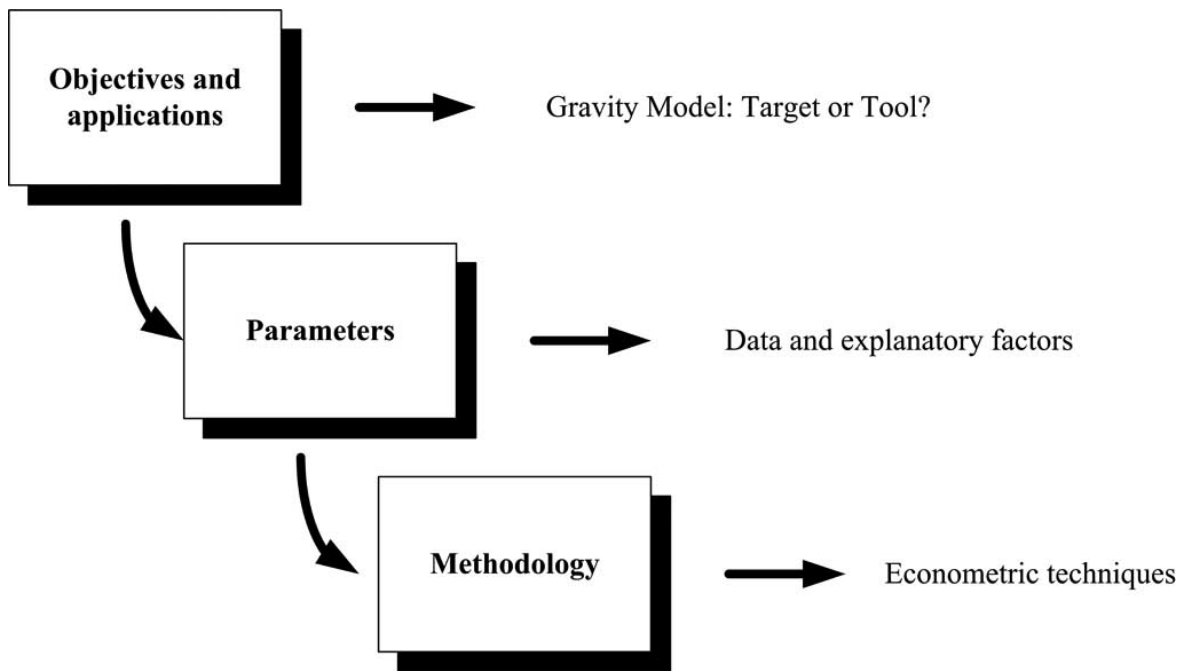 Objectives and
applications
Gravity Model: Target or Tool?
Parameters
Data and explanatory factors
Methodology
Econometric techniques